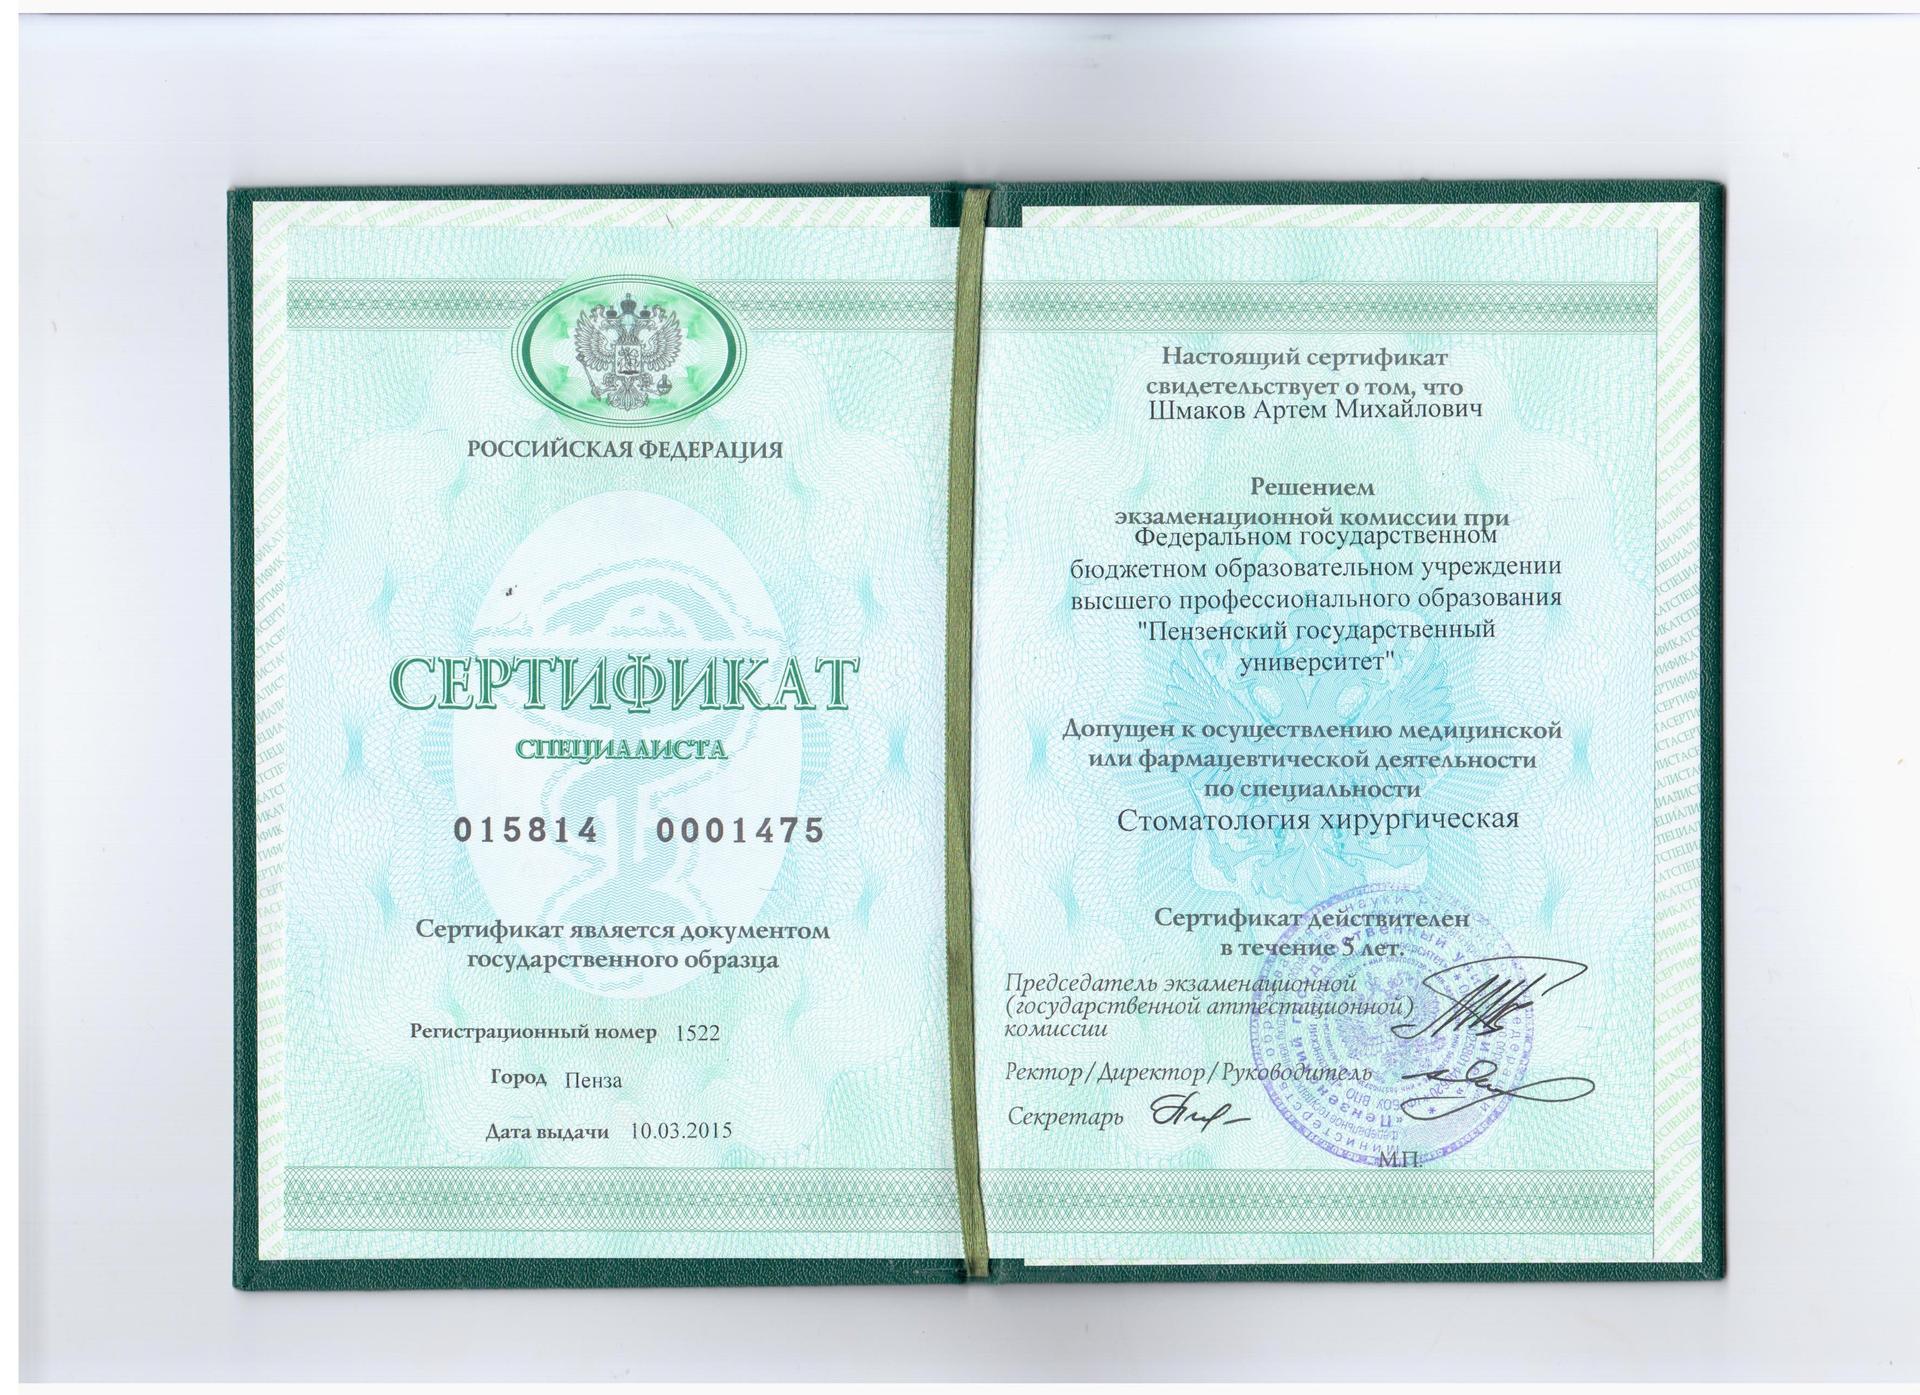 РОССИЙСКАЯ ФЕДЕРАЦИЯ
СЕРТИФИКАТ
СПЕЦИАЛИСТА
015814 0001475
Сертификат является документом
государственного образца
Регистрационный номер 1522
Город Пенза
Дата выдачи 10.03.2015
Настоящий сертификат
свидетельствует о том, что
Шмаков Артем Михайлович
Решением
экзаменационной комиссии при
Федеральном государственном
бюджетном образовательном учреждении
высшего профессионального образования
"Пензенский государственный
университет"
Допущен к осуществлению медицинской
или фармацевтической деятельности
по специальности
Стоматология хирургическая
Сертификат действителен
в течение 5 лет.
Председатель экзаменационной
(государственной аттестационной)
комиссии
Ректор/Директор/Руководитель
Секретарь
М.П.